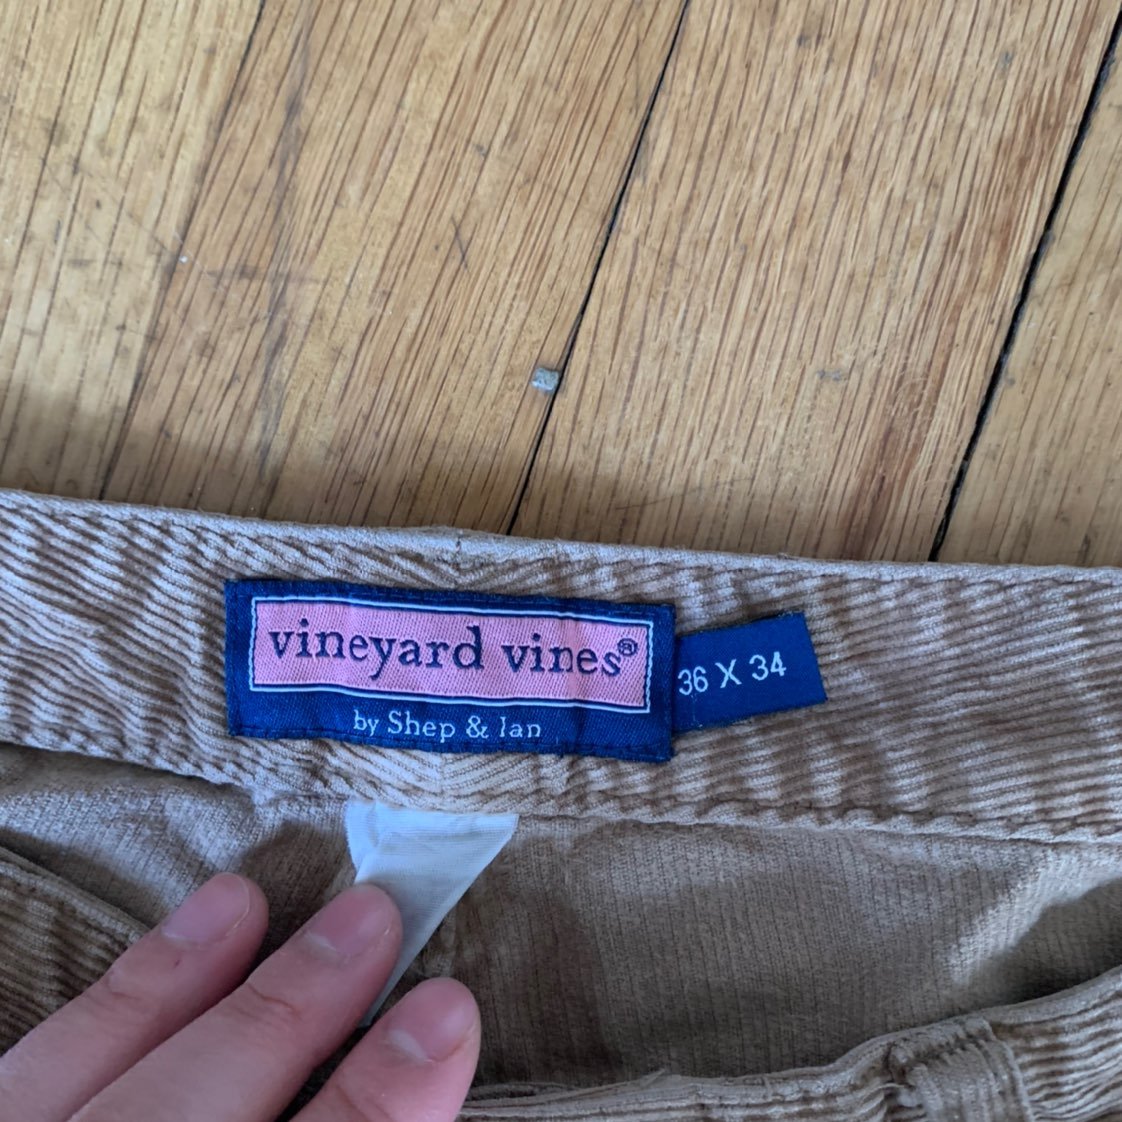 vineyard vines®
by Shep & Ian
36 X 34